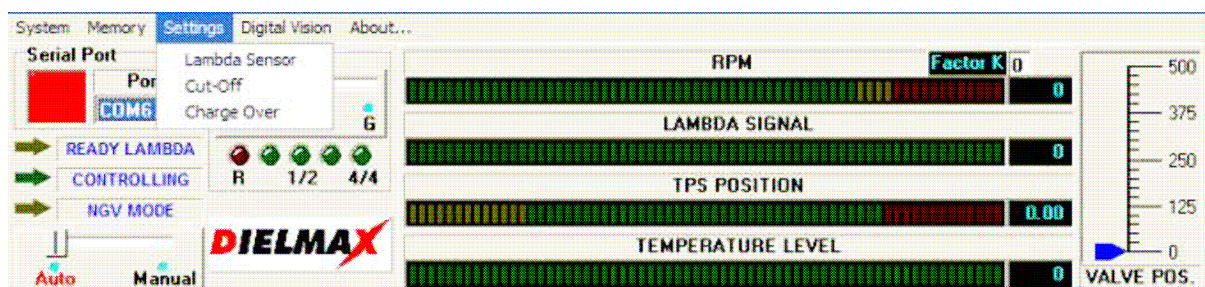 System Memory Settings Digital Vision About...
Serial Port
Lambda Sensor
Cut-Off
Charge Over
Por
COM6
G
READY LAMBDA
CONTROLLING
NGV MODE
R 1/2 4/4
Auto Manual
DIELMAX
RPM
Factor K 0
0
LAMBDA SIGNAL
0
TPS POSITION
0.00
TEMPERATURE LEVEL
0
500
375
250
125
0
VALVE POS.